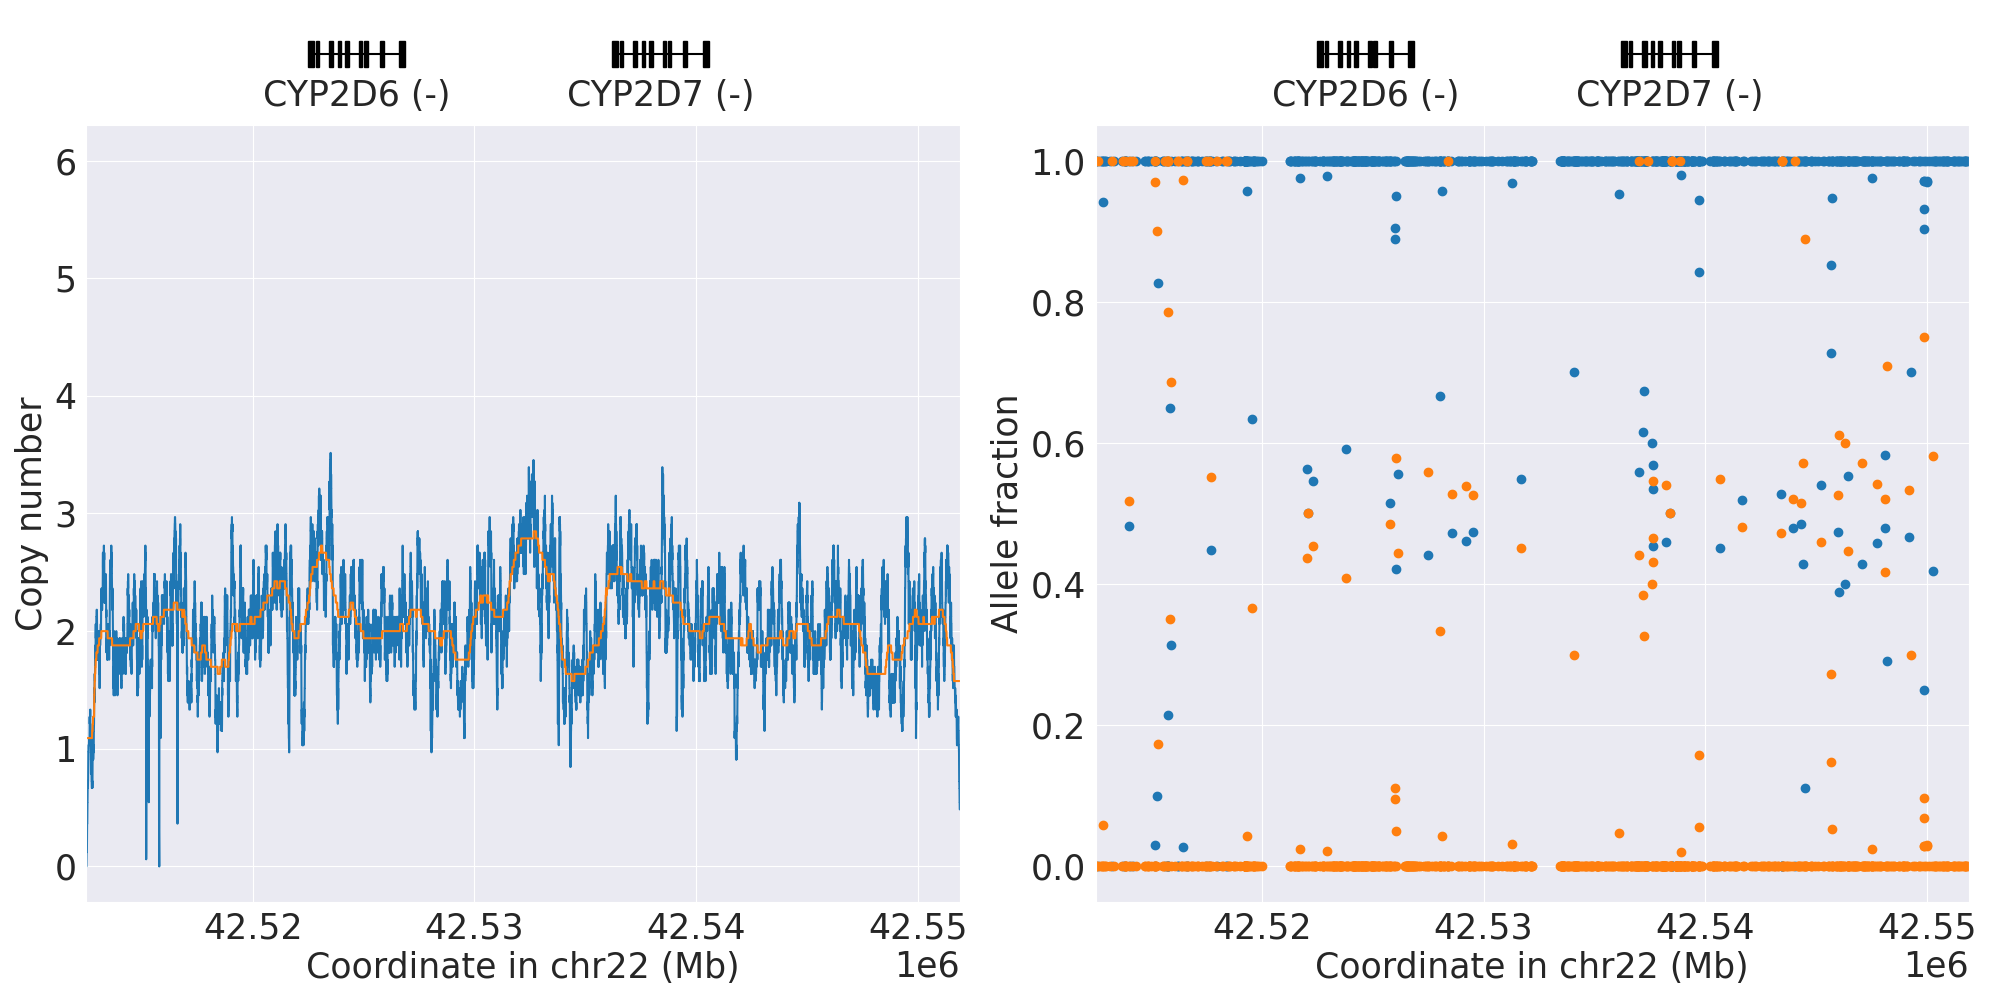 CYP2D6 (-)
CYP2D7 (-)
6
5
4
3
2
1
0
Copy number
42.52
42.53
42.54
42.55
1e6
Coordinate in chr22 (Mb)
CYP2D6 (-)
CYP2D7 (-)
1.0
0.8
0.6
0.4
0.2
0.0
Allele fraction
42.52
42.53
42.54
42.55
1e6
Coordinate in chr22 (Mb)